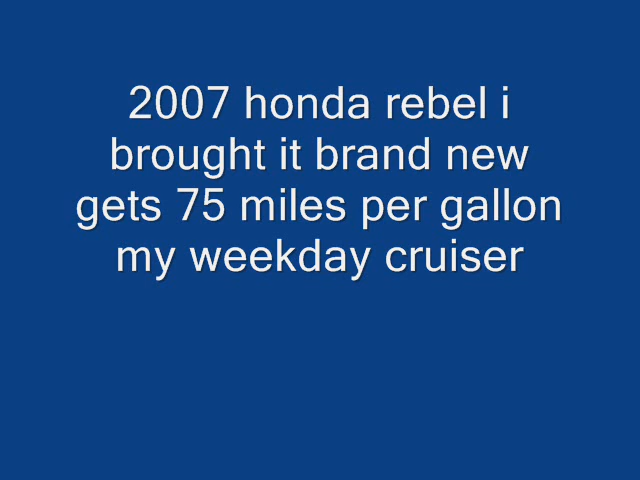 2007 honda rebel i
brought it brand new
gets 75 miles per gallon
my weekday cruiser